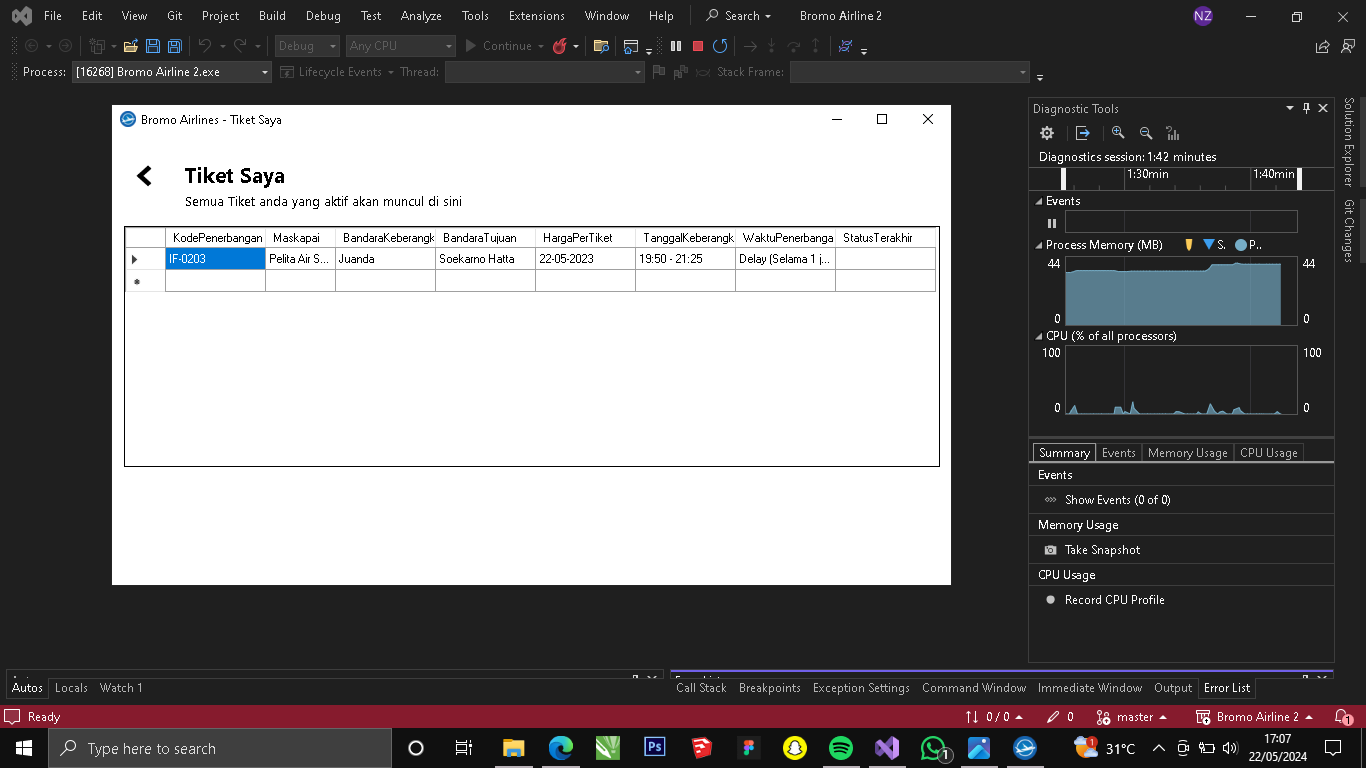 File Edit View Git Project Build Debug Test Analyze Tools Extensions Window Help Search Bromo Airline 2 NZ
Debug Any CPU Continue
Process: [16268] Bromo Airline 2.exe Lifecycle Events Thread: Stack Frame:
Bromo Airlines - Tiket Saya
Tiket Saya
Semua Tiket anda yang aktif akan muncul di sini
KodePenerbangan Maskapai BandaraKeberangk BandaraTujuan HargaPerTiket TanggalKeberangk WaktuPenerbanga StatusTerakhir
IF-0203 Pelita Air S... Juanda Soekarno Hatta 22-05-2023 19:50 - 21:25 Delay (Selama 1 j...
Diagnostic Tools
Diagnostics session: 1:42 minutes
1:30min 1:40min
Events
Process Memory (MB) S. P..
44 44
0 0
CPU (% of all processors)
100 100
0 0
Summary Events Memory Usage CPU Usage
Events
Show Events (0 of 0)
Memory Usage
Take Snapshot
CPU Usage
Record CPU Profile
Solution Explorer
Git Changes
Autos Locals Watch 1
Call Stack Breakpoints Exception Settings Command Window Immediate Window Output Error List
Ready 0 / 0 0 master Bromo Airline 2 1
Type here to search Ps 1 1 31°C 17:07
22/05/2024